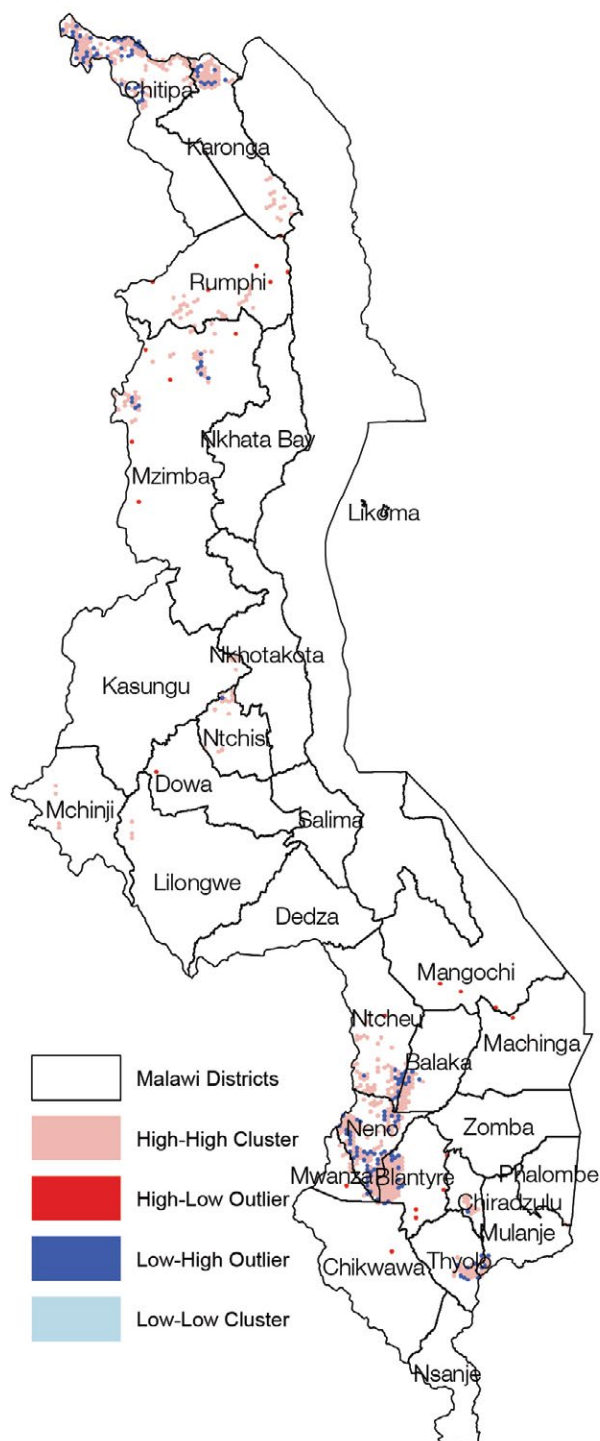 Chitipa
Karonga
Rumphi
Nkhata Bay
Mzimba
Likoma
Nkhotakota
Kasungu
Ntchisi
Dowa
Mchinji
Salima
Lilongwe
Dedza
Mangochi
Ntcheu
Machinga
Balaka
Malawi Districts
High-High Cluster
Neno
Zomba
Mwanza
Blantyre
Phalombe
Chiradzulu
High-Low Outlier
Mulanje
Low-High Outlier
Thyolo
Chikwawa
Low-Low Cluster
Nsanje